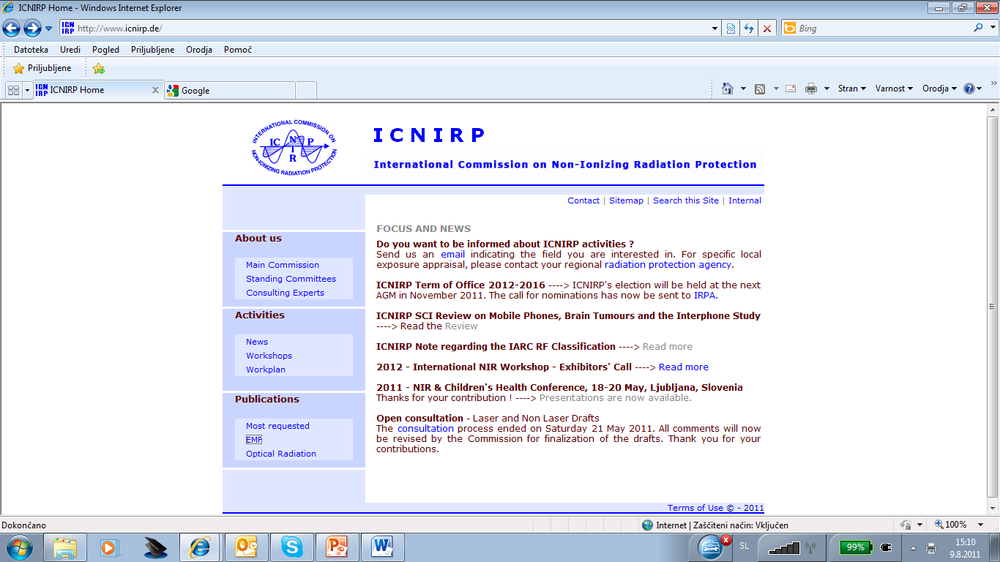 ICNIRP Home - Windows Internet Explorer
ICN IRP http://www.icnirp.de/
Bing
Datoteka Uredi Pogled Priljubljene Orodja Pomoč
Priljubljene
ICN IRP ICNIRP Home
Google
Stran Varnost Orodja
INTERNATIONAL COMMISSION ON
IC N P
I
R
NON-IONIZING RADIATION PROTECTION
ICNIRP
International Commission on Non-Ionizing Radiation Protection
Contact | Sitemap | Search this Site | Internal
About us
Main Commission
Standing Committees
Consulting Experts
Activities
News
Workshops
Workplan
Publications
Most requested
EMF
Optical Radiation
FOCUS AND NEWS
Do you want to be informed about ICNIRP activities ?
Send us an email indicating the field you are interested in. For specific local
exposure appraisal, please contact your regional radiation protection agency.
ICNIRP Term of Office 2012-2016 ----> ICNIRP's election will be held at the next
AGM in November 2011. The call for nominations has now be sent to IRPA.
ICNIRP SCI Review on Mobile Phones, Brain Tumours and the Interphone Study
----> Read the Review
ICNIRP Note regarding the IARC RF Classification ----> Read more
2012 - International NIR Workshop - Exhibitors' Call ----> Read more
2011 - NIR & Children's Health Conference, 18-20 May, Ljubljana, Slovenia
Thanks for your contribution ! ----> Presentations are now available.
Open consultation - Laser and Non Laser Drafts
The consultation process ended on Saturday 21 May 2011. All comments will now
be revised by the Commission for finalization of the drafts. Thank you for your
contributions.
Terms of Use © - 2011
Dokončano
Internet | Zaščiteni način: Vključen
100%
SL
99%
15:10
9.8.2011